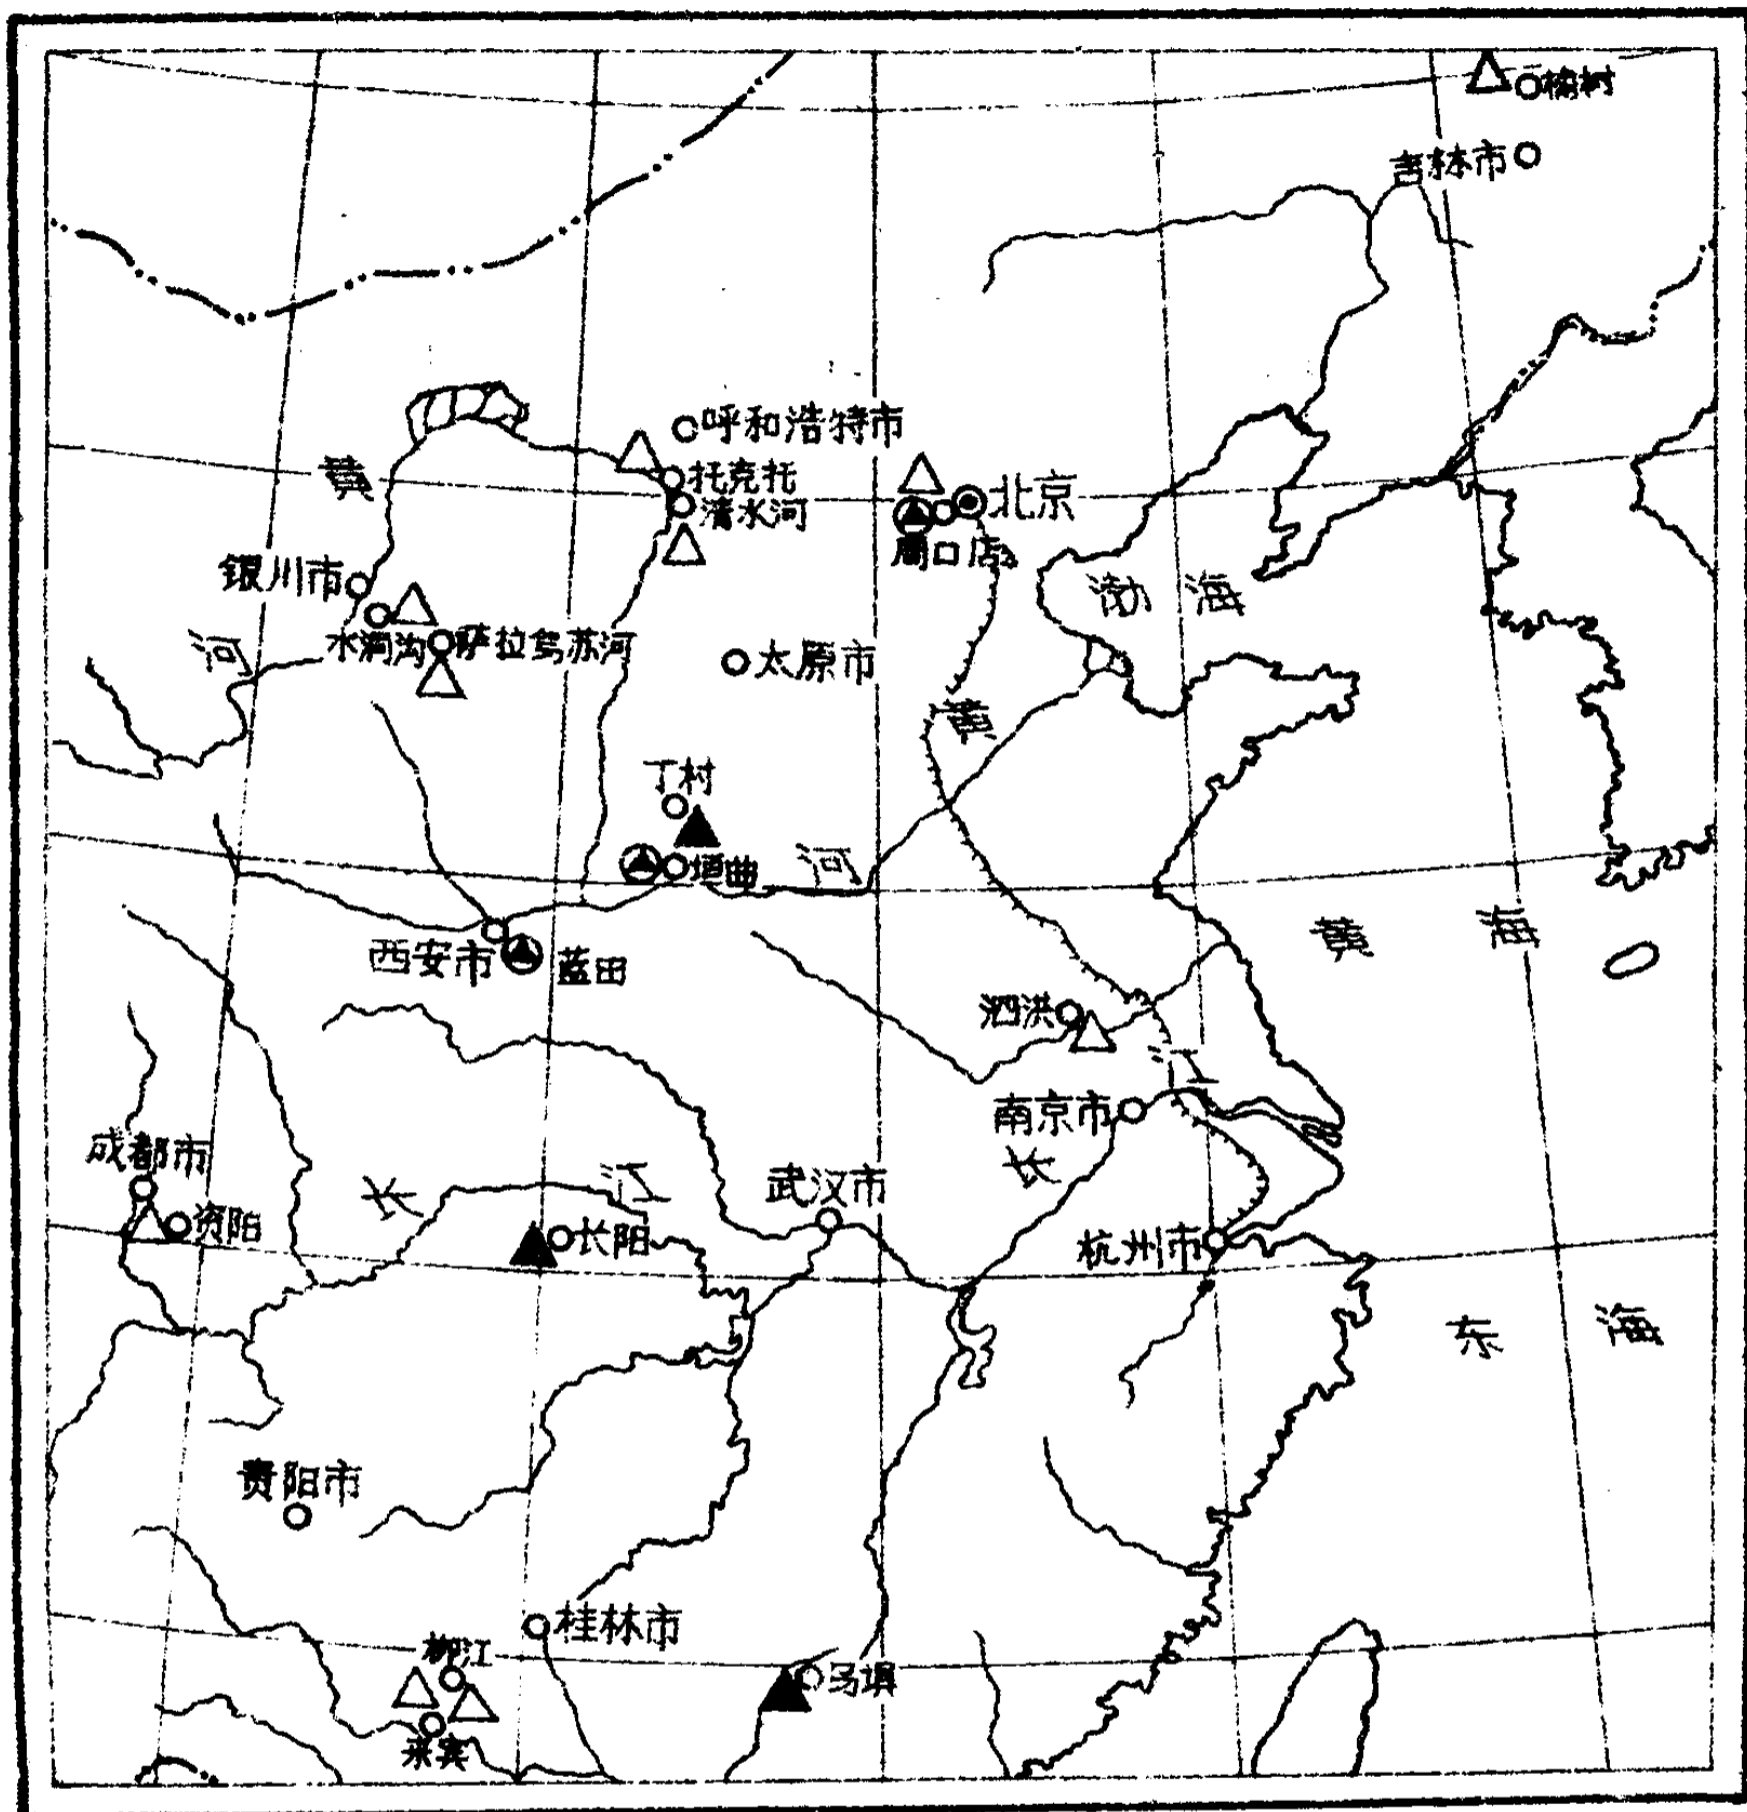 榆树
吉林市
呼和浩特市
黄
托克托
清水河
北京
周口店
银川市
渤海
河
水洞沟
萨拉乌苏河
太原市
黄
丁村
垣曲
河
西安市
蓝田
黄海
泗洪
江
南京市
成都市
长
江
武汉市
长
资阳
长阳
杭州市
东海
贵阳市
桂林市
柳江
马坝
来宾